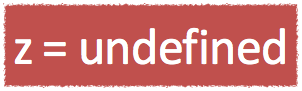 z = undefined